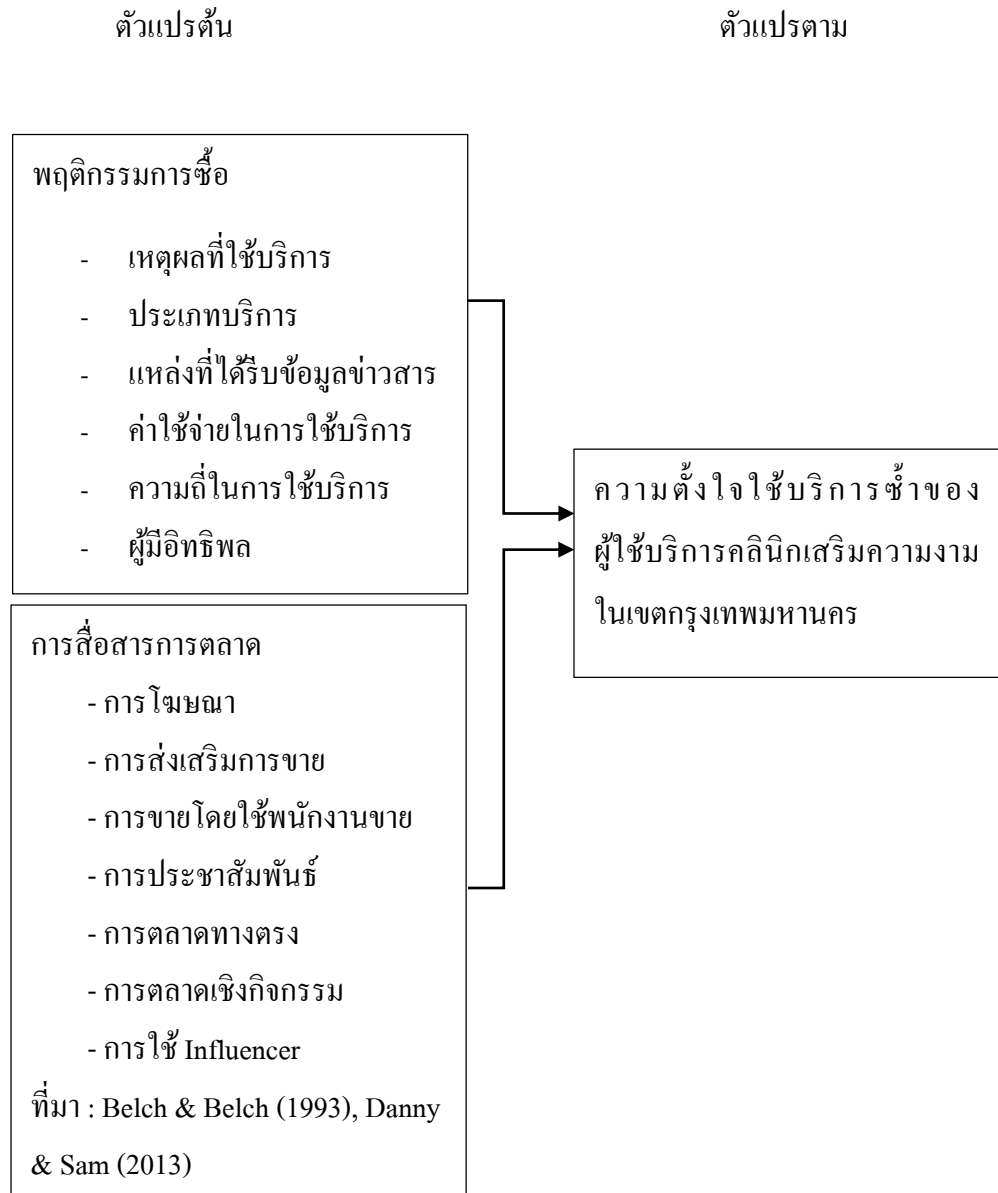 ตัวแปรต้น
ตัวแปรตาม
พฤติกรรมการซื้อ
- เหตุผลที่ใช้บริการ
- ประเภทบริการ
- แหล่งที่ได้รีบข้อมูลข่าวสาร
- ค่าใช้จ่ายในการใช้บริการ
- ความถี่ในการใช้บริการ
- ผู้มีอิทธิพล
การสื่อสารการตลาด
- การโฆษณา
- การส่งเสริมการขาย
- การขายโดยใช้พนักงานขาย
- การประชาสัมพันธ์
- การตลาดทางตรง
- การตลาดเชิงกิจกรรม
- การใช้ Influencer
ที่มา : Belch & Belch (1993), Danny
& Sam (2013)
ความตั้งใจใช้บริการซ้ำของ
ผู้ใช้บริการคลินิกเสริมความงาม
ในเขตกรุงเทพมหานคร